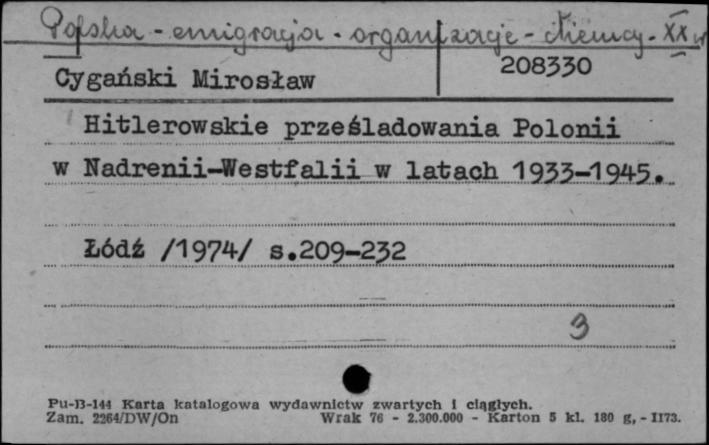 Polska - emigracja - organizacje - Niemcy - XX w
Cygański Mirosław
208330
Hitlerowskie prześladowania Polonii
w Nadrenii-Westfalii w latach 1933-1945.
Łódź /1974/ s.209-232
3
Pu-B-144 Karta katalogowa wydawnictw zwartych i ciągłych.
Zam. 2264/DW/On Wrak 76 - 2.300.000 - Karton 5 kl. 180 g, - II73.